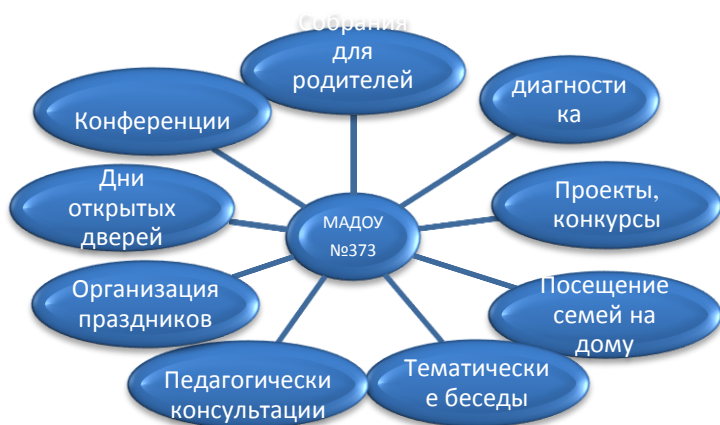 Собрания
для
родителей
диагности
ка
Проекты,
конкурсы
Посещение
семей на
дому
Тематически
е беседы
Педагогически
консультации
Организация
праздников
Дни
открытых
дверей
Конференции
МАДОУ
№373